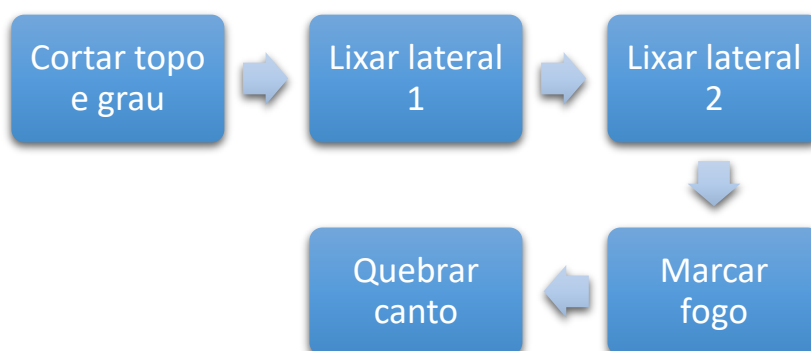 Cortar topo
e grau
Lixar lateral
1
Lixar lateral
2
Marcar
fogo
Quebrar
canto